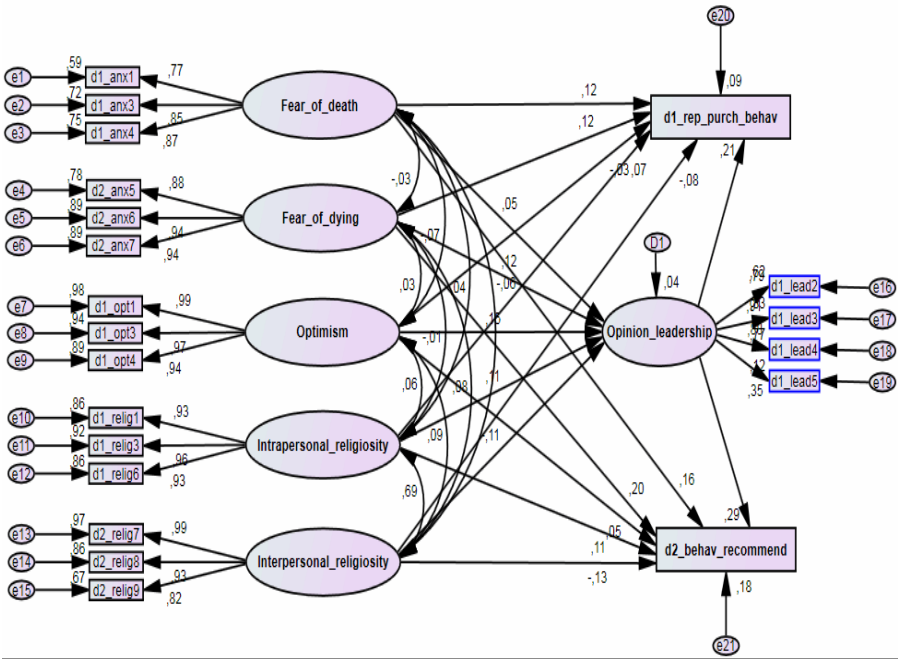 e20
,59
e1
d1_anx1
,77
,72
e2
d1_anx3
,85
,75
e3
d1_anx4
,87
Fear_of_death
,12
,09
d1_rep_purch_behav
,12
,21
-,03
,07
-,08
-,03
,78
e4
d2_anx5
,88
,89
e5
d2_anx6
,94
,89
e6
d2_anx7
,94
Fear_of_dying
,05
-,07
,12
-,06
D1
,04
,98
e7
d1_opt1
,99
,94
e8
d1_opt3
,97
,89
e9
d1_opt4
,94
Optimism
,03
,04
-,01
Opinion_leadership
d1_lead2
e16
d1_lead3
e17
d1_lead4
e18
,12
d1_lead5
e19
,35
,86
e10
d1_relig1
,93
,92
e11
d1_relig3
,96
,86
e12
d1_relig6
,93
Intrapersonal_religiosity
,06
,08
,11
,09
-,11
,69
,97
e13
d2_relig7
,99
,86
e14
d2_relig8
,93
,67
e15
d2_relig9
,82
Interpersonal_religiosity
,20
,16
,29
,05
,11
-,13
d2_behav_recommend
,18
e21